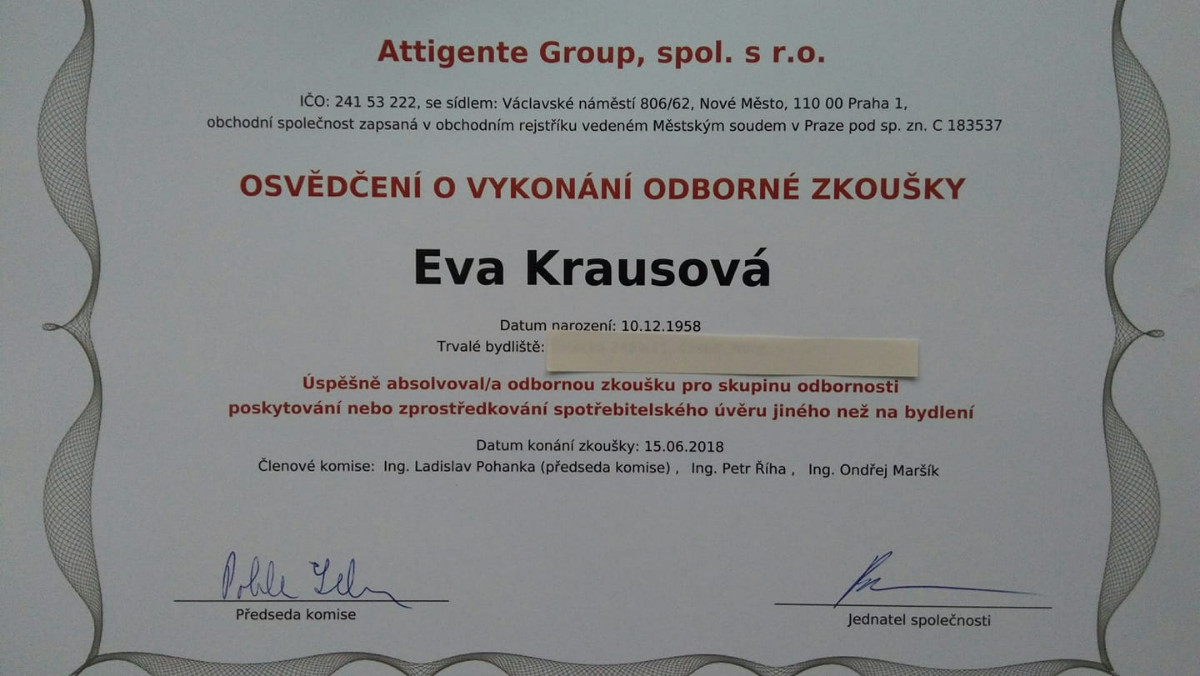 Attigente Group, spol. s r.o.
IČO: 241 53 222, se sídlem: Václavské náměstí 806/62, Nové Město, 110 00 Praha 1,
obchodní společnost zapsaná v obchodním rejstříku vedeném Městským soudem v Praze pod sp. zn. C 183537
OSVĚDČENÍ O VYKONÁNÍ ODBORNÉ ZKOUŠKY
Eva Krausová
Datum narození: 10.12.1958
Trvalé bydliště:
Úspěšně absolvoval/a odbornou zkoušku pro skupinu odbornosti
poskytování nebo zprostředkování spotřebitelského úvěru jiného než na bydlení
Datum konání zkoušky: 15.06.2018
Členové komise: Ing. Ladislav Pohanka (předseda komise) , Ing. Petr Říha , Ing. Ondřej Maršík
Předseda komise
Jednatel společnosti